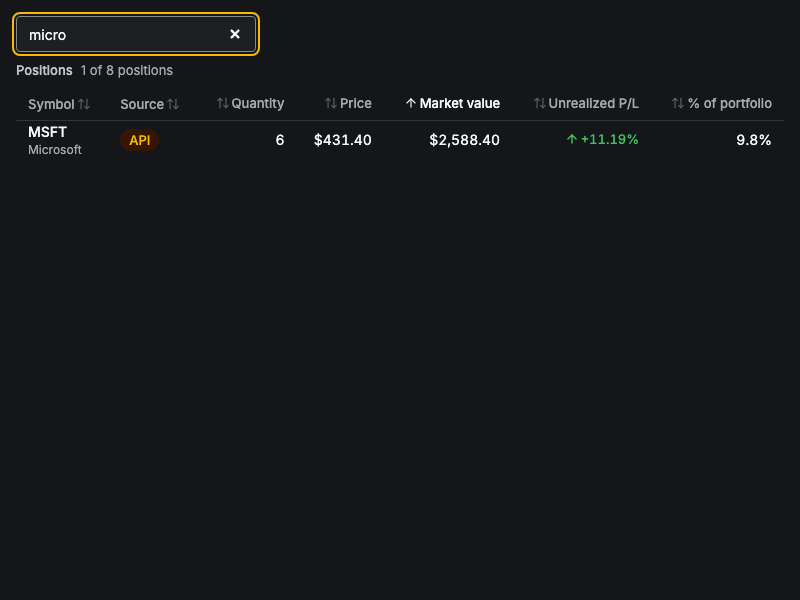 micro
Positions 1 of 8 positions
Symbol Source Quantity Price Market value Unrealized P/L % of portfolio
MSFT API 6 $431.40 $2,588.40 +11.19% 9.8%
Microsoft